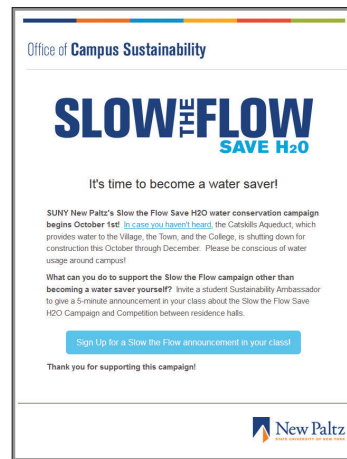 Office of Campus Sustainability
SLOW THE FLOW
SAVE H2O
It's time to become a water saver!
SUNY New Paltz's Slow the Flow Save H2O water conservation campaign
begins October 1st! In case you haven't heard, the Catskills Aqueduct, which
provides water to the Village, the Town, and the College, is shutting down for
construction this October through December. Please be conscious of water
usage around campus!
What can you do to support the Slow the Flow campaign other than
becoming a water saver yourself? Invite a student Sustainability Ambassador
to give a 5-minute announcement in your class about the Slow the Flow Save
H2O Campaign and Competition between residence halls.
Sign Up for a Slow the Flow announcement in your class!
Thank you for supporting this campaign!
New Paltz
STATE UNIVERSITY OF NEW YORK